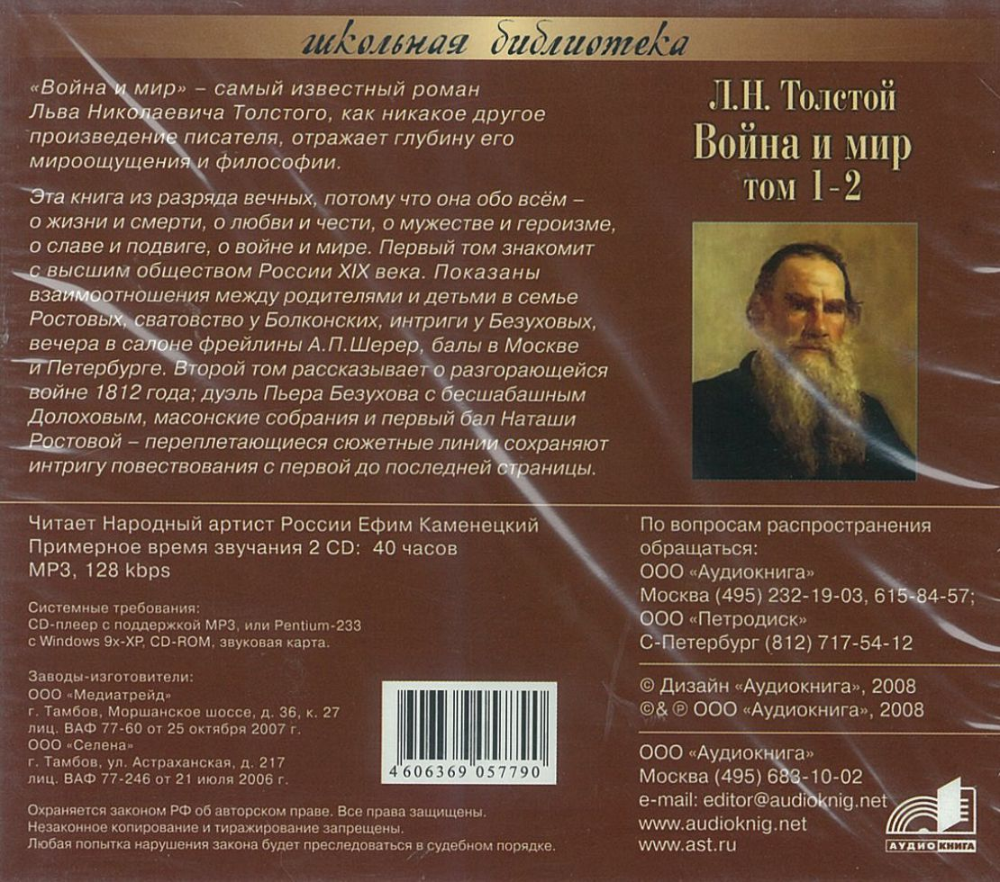 школьная библиотека
«Война и мир» – самый известный роман
Льва Николаевича Толстого, как никакое другое
произведение писателя, отражает глубину его
мироощущения и философии.
Эта книга из разряда вечных, потому что она обо всём –
о жизни и смерти, о любви и чести, о мужестве и героизме,
о славе и подвиге, о войне и мире. Первый том знакомит
с высшим обществом России XIX века. Показаны
взаимоотношения между родителями и детьми в семье
Ростовых, сватовство у Болконских, интриги у Безуховых,
вечера в салоне фрейлины А.П.Шерер, балы в Москве
и Петербурге. Второй том рассказывает о разгорающейся
войне 1812 года; дуэль Пьера Безухова с бесшабашным
Долоховым, масонские собрания и первый бал Наташи
Ростовой – переплетающиеся сюжетные линии сохраняют
интригу повествования с первой до последней страницы.
Л.Н. Толстой
Война и мир
том 1-2
Читает Народный артист России Ефим Каменецкий
Примерное время звучания 2 CD: 40 часов
MP3, 128 kbps
Системные требования:
CD-плеер с поддержкой MP3, или Pentium-233
с Windows 9x-XP, CD-ROM, звуковая карта.
Заводы-изготовители:
ООО «Медиатрейд»
г. Тамбов, Моршанское шоссе, д. 36, к. 27
лиц. ВАФ 77-60 от 25 октября 2007 г.
ООО «Селена»
г. Тамбов, ул. Астраханская, д. 217
лиц. ВАФ 77-246 от 21 июля 2006 г.
4606369 057790
Охраняется законом РФ об авторском праве. Все права защищены.
Незаконное копирование и тиражирование запрещены.
Любая попытка нарушения закона будет преследоваться в судебном порядке.
По вопросам распространения
обращаться:
ООО «Аудиокнига»
Москва (495) 232-19-03, 615-84-57;
ООО «Петродиск»
С-Петербург (812) 717-54-12
© Дизайн «Аудиокнига», 2008
©& ℗ ООО «Аудиокнига», 2008
ООО «Аудиокнига»
Москва (495) 683-10-02
e-mail: editor@audioknig.net
www.audioknig.net
www.ast.ru
АУДИОКНИГА